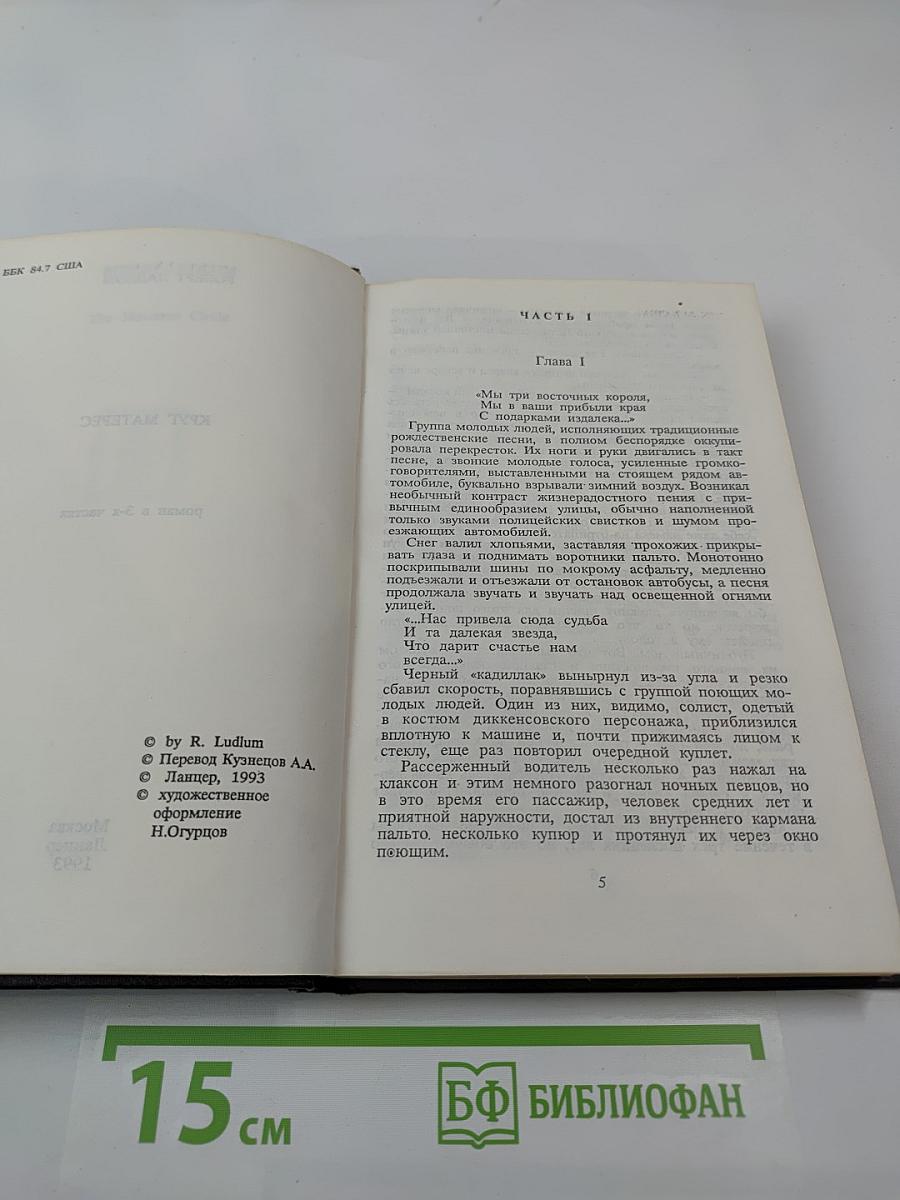 ББК 84.7 США
The Matarese Circle
КРУГ МАТЕРЕС
роман в 3-х частях
Москва
Ланцер
1993
© by R. Ludlum
© Перевод Кузнецов А.А.
© Ланцер, 1993
© художественное
оформление
Н.Огурцов
ЧАСТЬ I
Глава I
«Мы три восточных короля,
Мы в ваши прибыли края
С подарками издалека...»
Группа молодых людей, исполняющих традиционные
рождественские песни, в полном беспорядке оккупи-
ровала перекресток. Их ноги и руки двигались в такт
песне, а звонкие молодые голоса, усиленные громко-
говорителями, выставленными на стоящем рядом ав-
томобиле, буквально взрывали зимний воздух. Возникал
необычный контраст жизнерадостного пения с при-
вычным единообразием улицы, обычно наполненной
только звуками полицейских свистков и шумом про-
езжающих автомобилей.
Снег валил хлопьями, заставляя прохожих прикры-
вать глаза и поднимать воротники пальто. Монотонно
поскрипывали шины по мокрому асфальту, медленно
подъезжали и отъезжали от остановок автобусы, а песня
продолжала звучать и звучать над освещенной огнями
улицей.
«...Нас привела сюда судьба
И та далекая звезда,
Что дарит счастье нам
всегда...»
Черный «кадиллак» вынырнул из-за угла и резко
сбавил скорость, поравнявшись с группой поющих мо-
лодых людей. Один из них, видимо, солист, одетый
в костюм диккенсовского персонажа, приблизился
вплотную к машине и, почти прижимаясь лицом к
стеклу, еще раз повторил очередной куплет.
Рассерженный водитель несколько раз нажал на
клаксон и этим немного разогнал ночных певцов, но
в это время его пассажир, человек средних лет и
приятной наружности, достал из внутреннего кармана
пальто. несколько купюр и протянул их через окно
поющим.
5
15 см
БФ БИБЛИОФАН